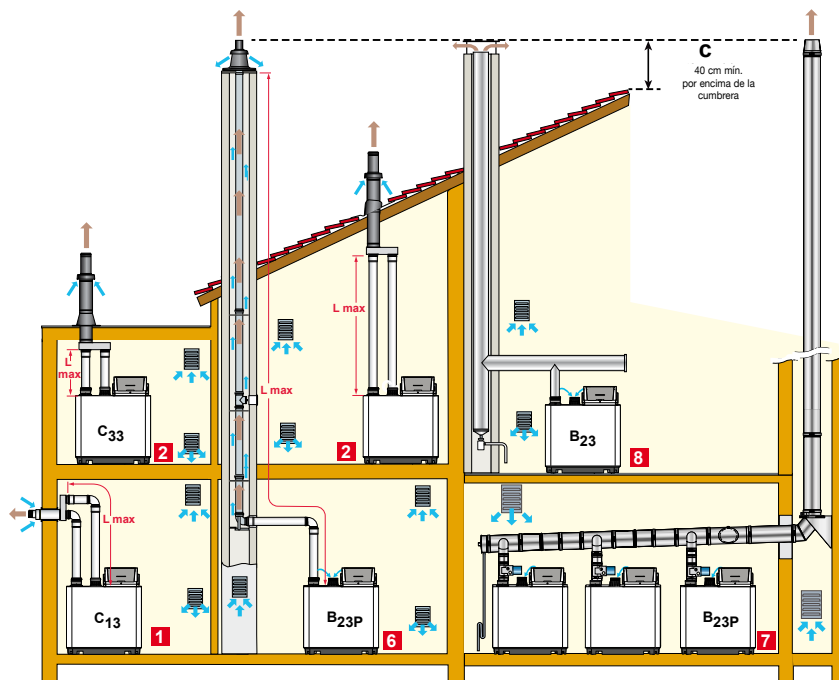 C
40 cm mín.
por encima de la
cumbrera
L max
L
max
L max
C33
2
2
B23
8
L max
C13
1
B23P
6
B23P
7